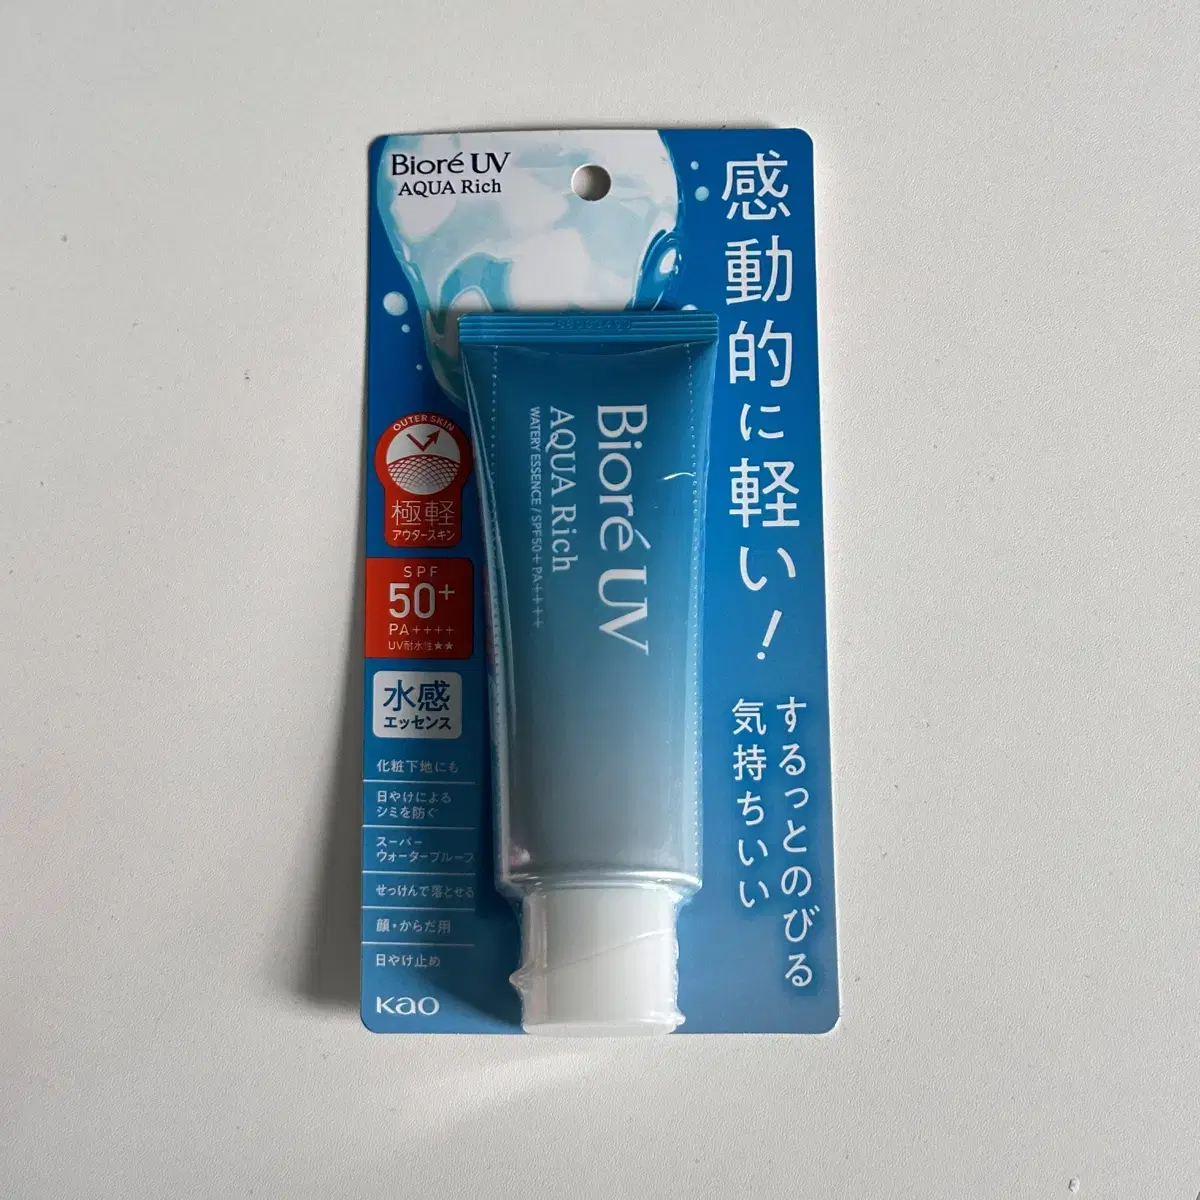 Bioré UV
AQUA Rich
感動的に軽い!
するっとのびる
気持ちいい
Bioré UV
AQUA Rich
WATERY ESSENCE / SPF50+ PA++++
OUTER SKIN
極軽
アウタースキン
SPF
50+
PA++++
UV耐水性★★
水感
エッセンス
化粧下地にも
日やけによる
シミを防ぐ
スーパー
ウォータープルーフ
せっけんで落とせる
顔・からだ用
日やけ止め
Kao